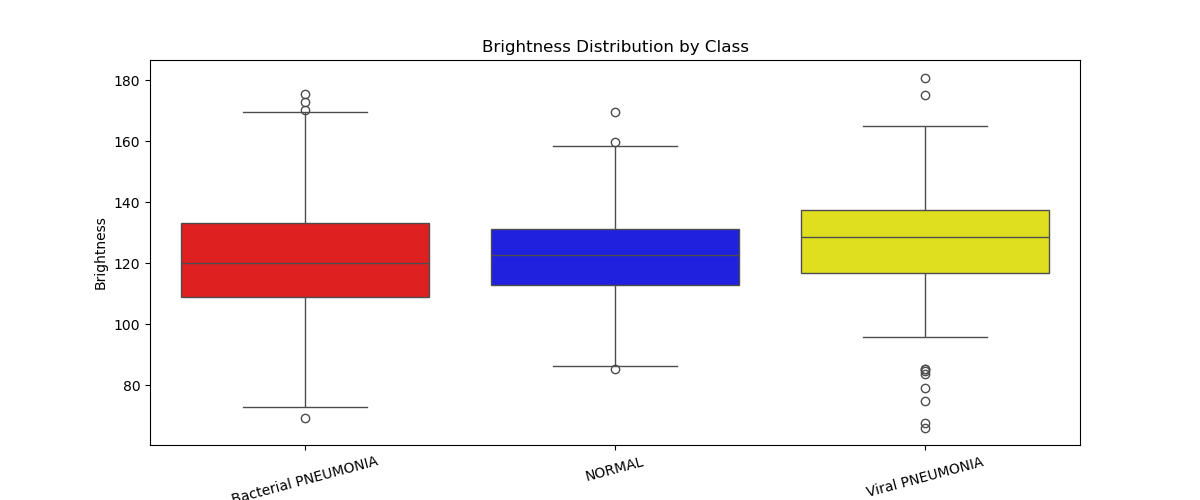 Brightness Distribution by Class
Brightness
180
160
140
120
100
80
Bacterial PNEUMONIA
NORMAL
Viral PNEUMONIA